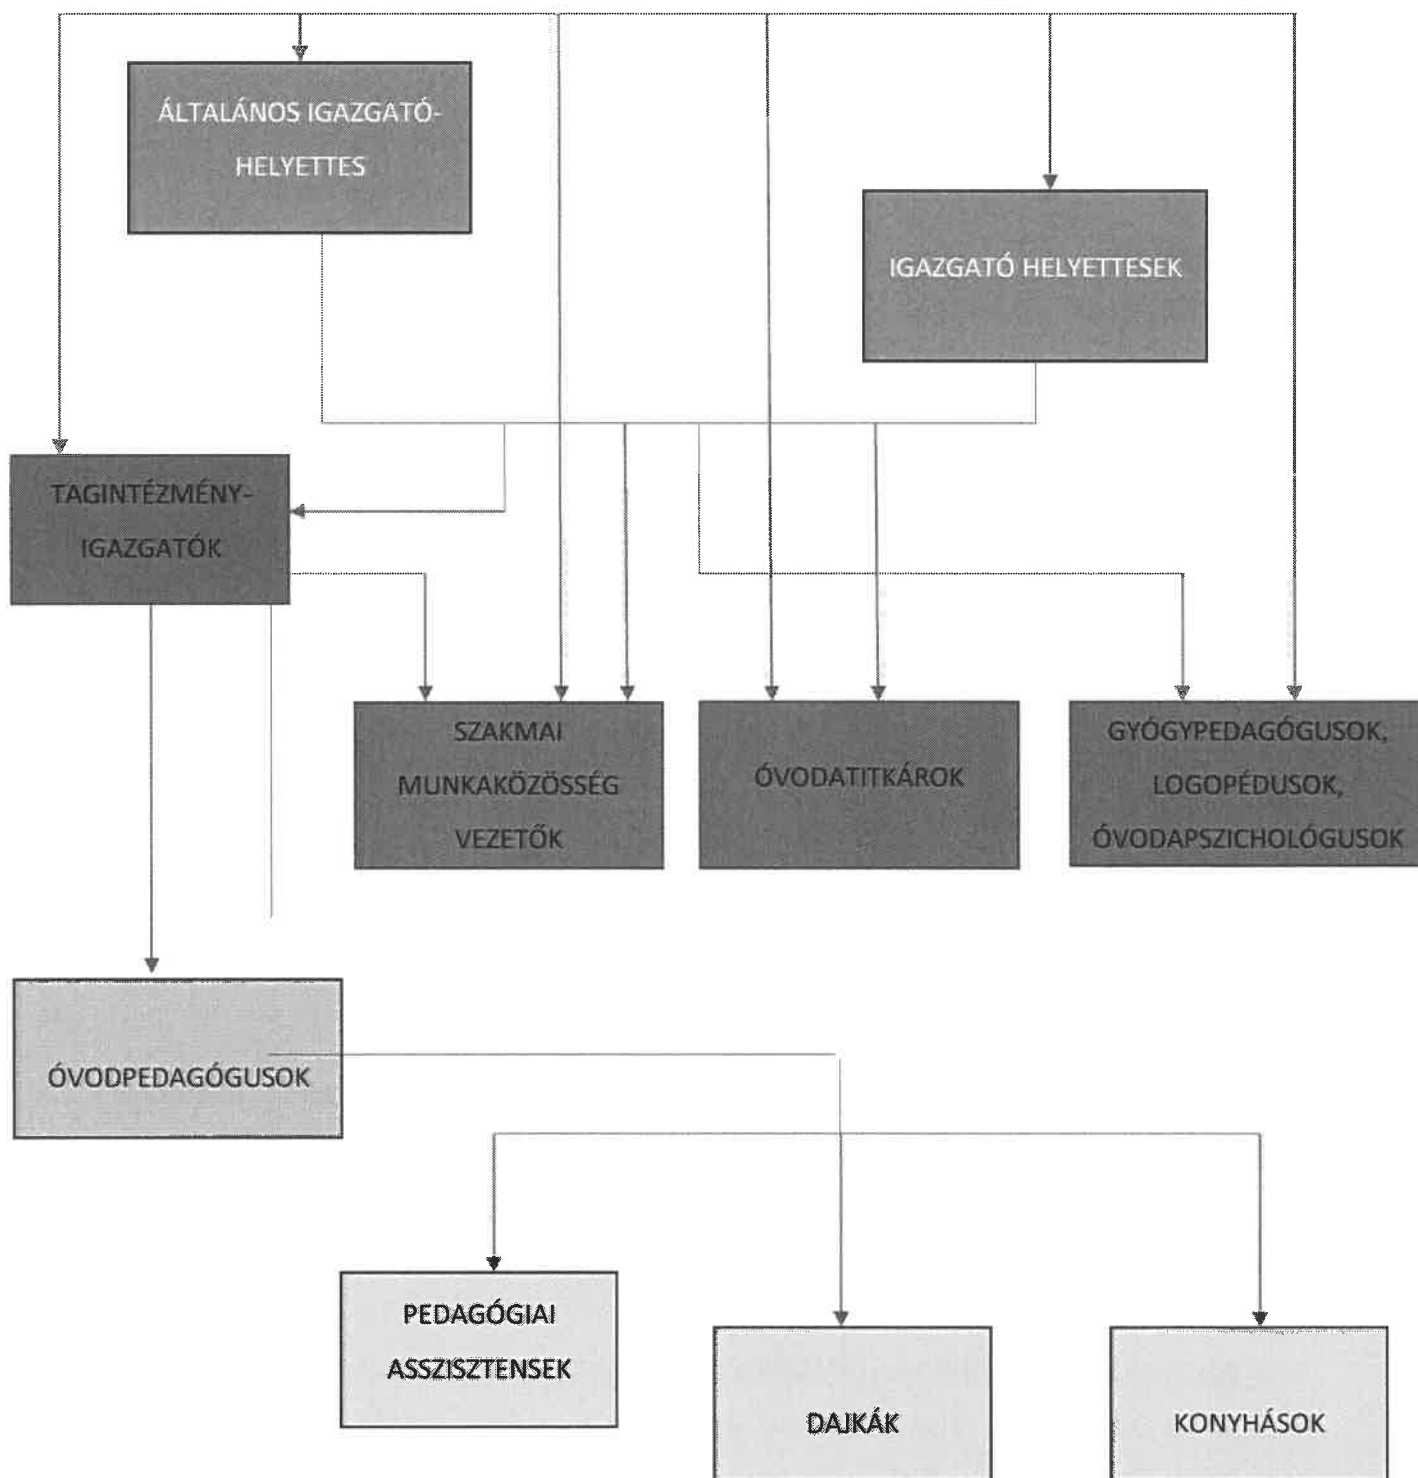 ÁLTALÁNOS IGAZGATÓ-
HELYETTES
IGAZGATÓ HELYETTESEK
TAGINTÉZMÉNY-
IGAZGATÓK
SZAKMAI
MUNKAKÖZÖSSÉG
VEZETŐK
ÓVODATITKÁROK
GYÓGYPEDAGÓGUSOK,
LOGOPÉDUSOK,
ÓVODAPSZICHOLÓGUSOK
ÓVODPEDAGÓGUSOK
PEDAGÓGIAI
ASSZISZTENSEK
DAJKÁK
KONYHÁSOK